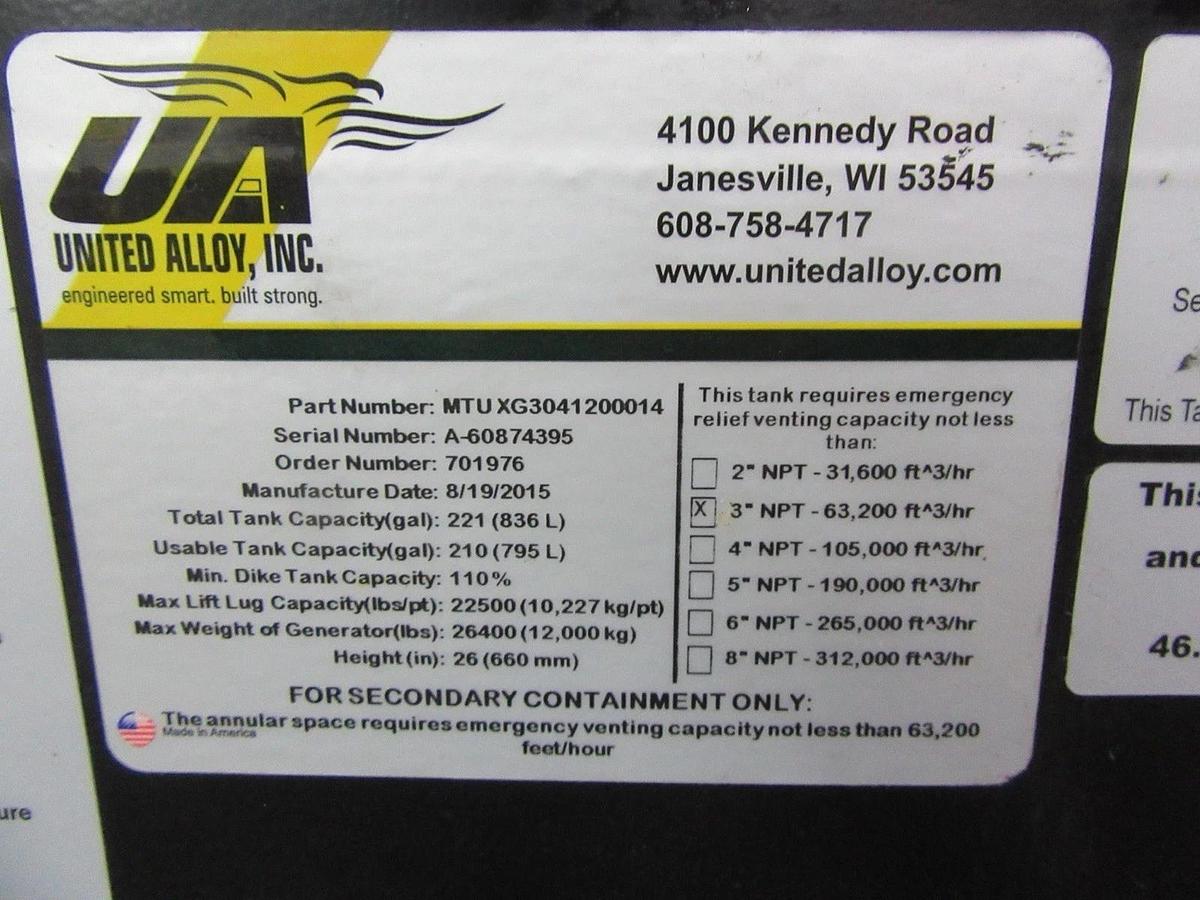 UA
UNITED ALLOY, INC.
engineered smart. built strong.
4100 Kennedy Road
Janesville, WI 53545
608-758-4717
www.unitedalloy.com
Part Number: MTU XG3041200014
Serial Number: A-60874395
Order Number: 701976
Manufacture Date: 8/19/2015
Total Tank Capacity(gal): 221 (836 L)
Usable Tank Capacity(gal): 210 (795 L)
Min. Dike Tank Capacity: 110%
Max Lift Lug Capacity(lbs/pt): 22500 (10,227 kg/pt)
Max Weight of Generator(lbs): 26400 (12,000 kg)
Height (in): 26 (660 mm)
This tank requires emergency
relief venting capacity not less
than:
2" NPT - 31,600 ft^3/hr
X 3" NPT - 63,200 ft^3/hr
4" NPT - 105,000 ft^3/hr
5" NPT - 190,000 ft^3/hr
6" NPT - 265,000 ft^3/hr
8" NPT - 312,000 ft^3/hr
FOR SECONDARY CONTAINMENT ONLY:
The annular space requires emergency venting capacity not less than 63,200
Made in America
feet/hour
Se
This Ta
This
and
46.
ure